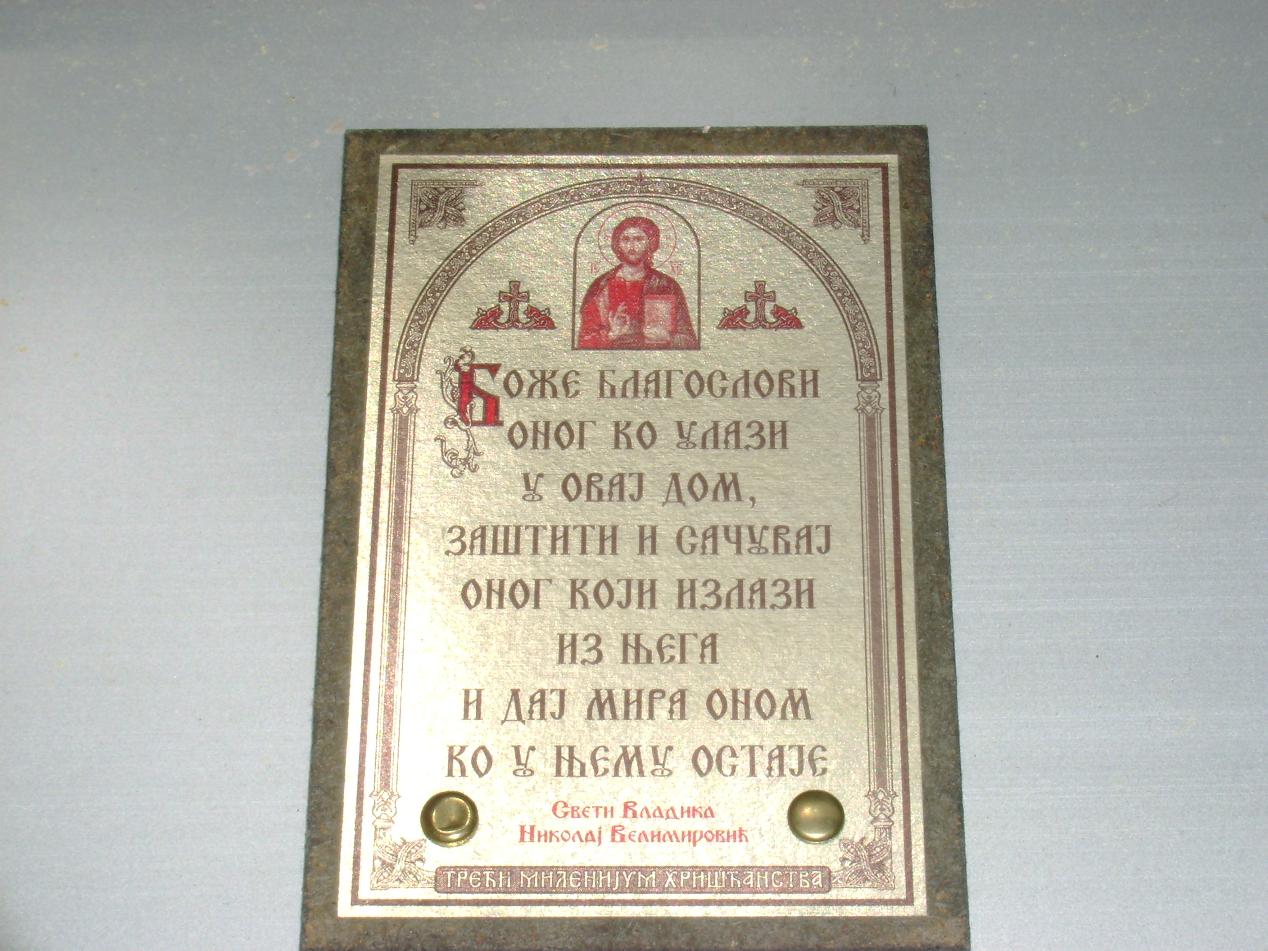 БОЖЕ БЛАГОСЛОВИ
ОНОГ КО УЛАЗИ
У ОВАЈ ДОМ,
ЗАШТИТИ И САЧУВАЈ
ОНОГ КОЈИ ИЗЛАЗИ
ИЗ ЊЕГА
И ДАЈ МИРА ОНОМ
КО У ЊЕМУ ОСТАЈЕ
Свети Владика
Николај Велимировић
ТРЕЋИ МИЛЕНИЈУМ ХРИШЋАНСТВА